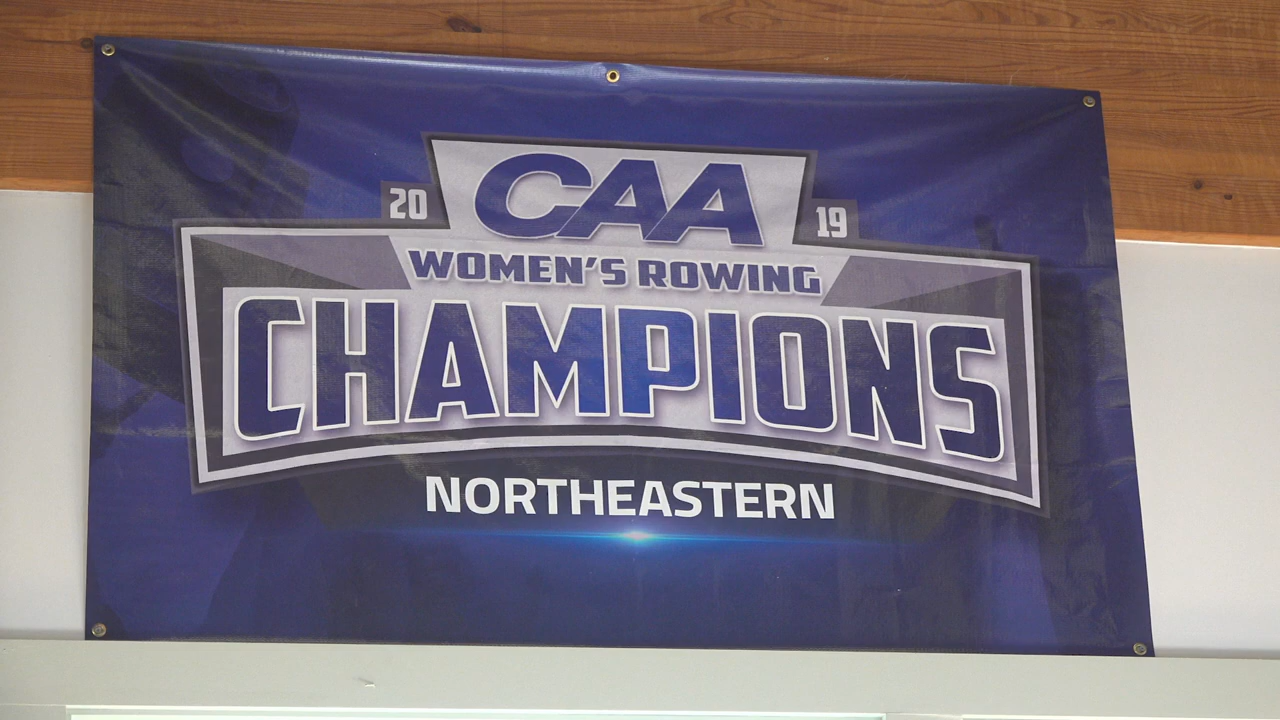 CAA
20 19
WOMEN'S ROWING
CHAMPIONS
NORTHEASTERN